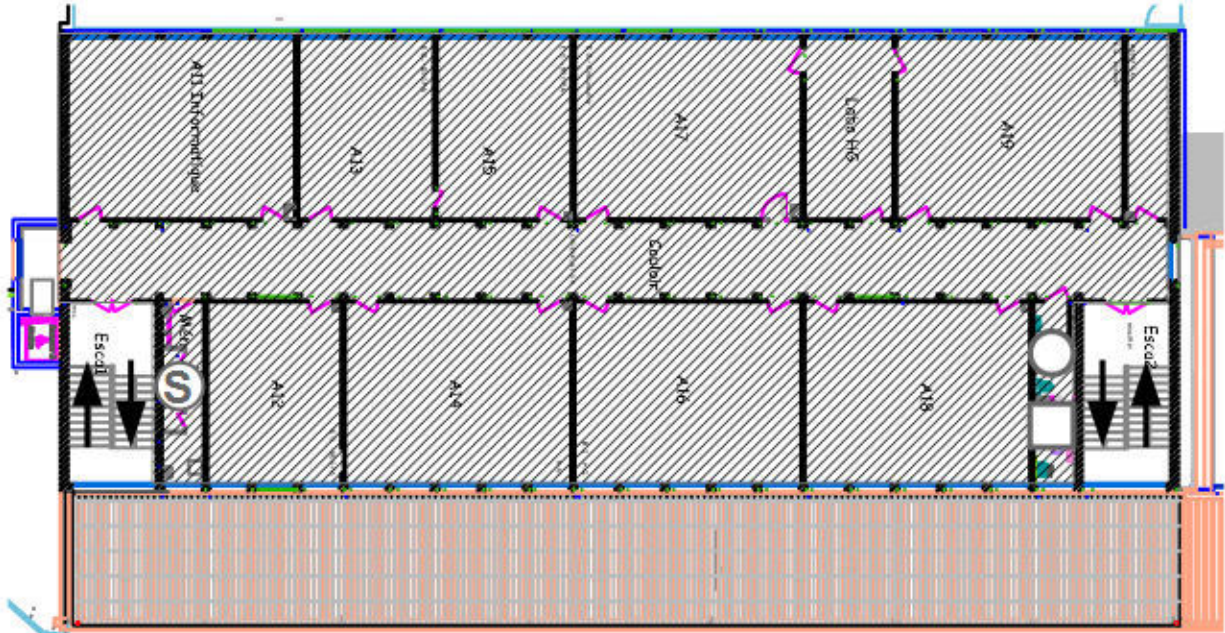 A11 Informatique
A13
A15
A17
Labo HG
A19
Couloir
Esca1
S
A12
A14
A16
A18
Esca2